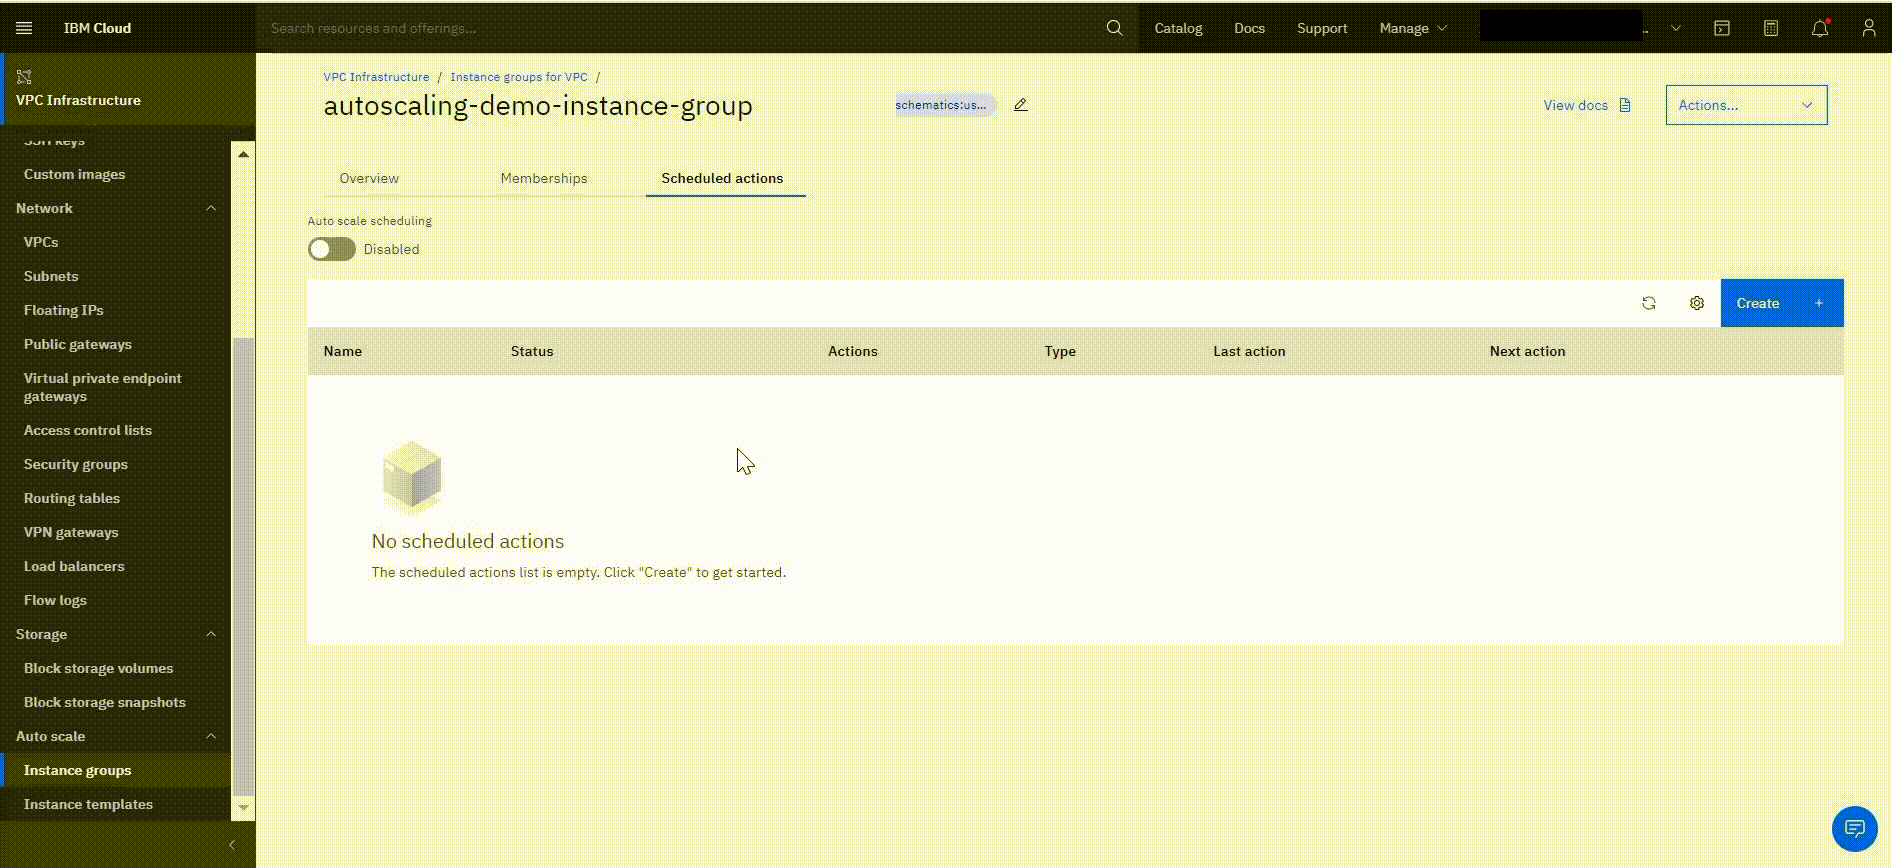 IBM Cloud
Search resources and offerings...
Catalog
Docs
Support
Manage
VPC Infrastructure
SSH keys
Custom images
Network
VPCs
Subnets
Floating IPs
Public gateways
Virtual private endpoint
gateways
Access control lists
Security groups
Routing tables
VPN gateways
Load balancers
Flow logs
Storage
Block storage volumes
Block storage snapshots
Auto scale
Instance groups
Instance templates
VPC Infrastructure / Instance groups for VPC /
autoscaling-demo-instance-group
schematics:us...
View docs
Actions...
Overview
Memberships
Scheduled actions
Auto scale scheduling
Disabled
Create +
Name
Status
Actions
Type
Last action
Next action
No scheduled actions
The scheduled actions list is empty. Click "Create" to get started.